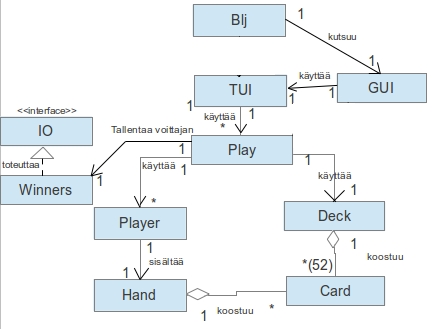 Blj
1
kutsuu
1
GUI
käyttää
1
1
TUI
1
1
käyttää
*
<<interface>>
IO
toteuttaa
Winners
1
Tallentaa voittajan
1
Play
1
käyttää
1
käyttää
*
1
Player
Deck
1
sisältää
1
1
koostuu
*(52)
Hand
Card
1
koostuu
*